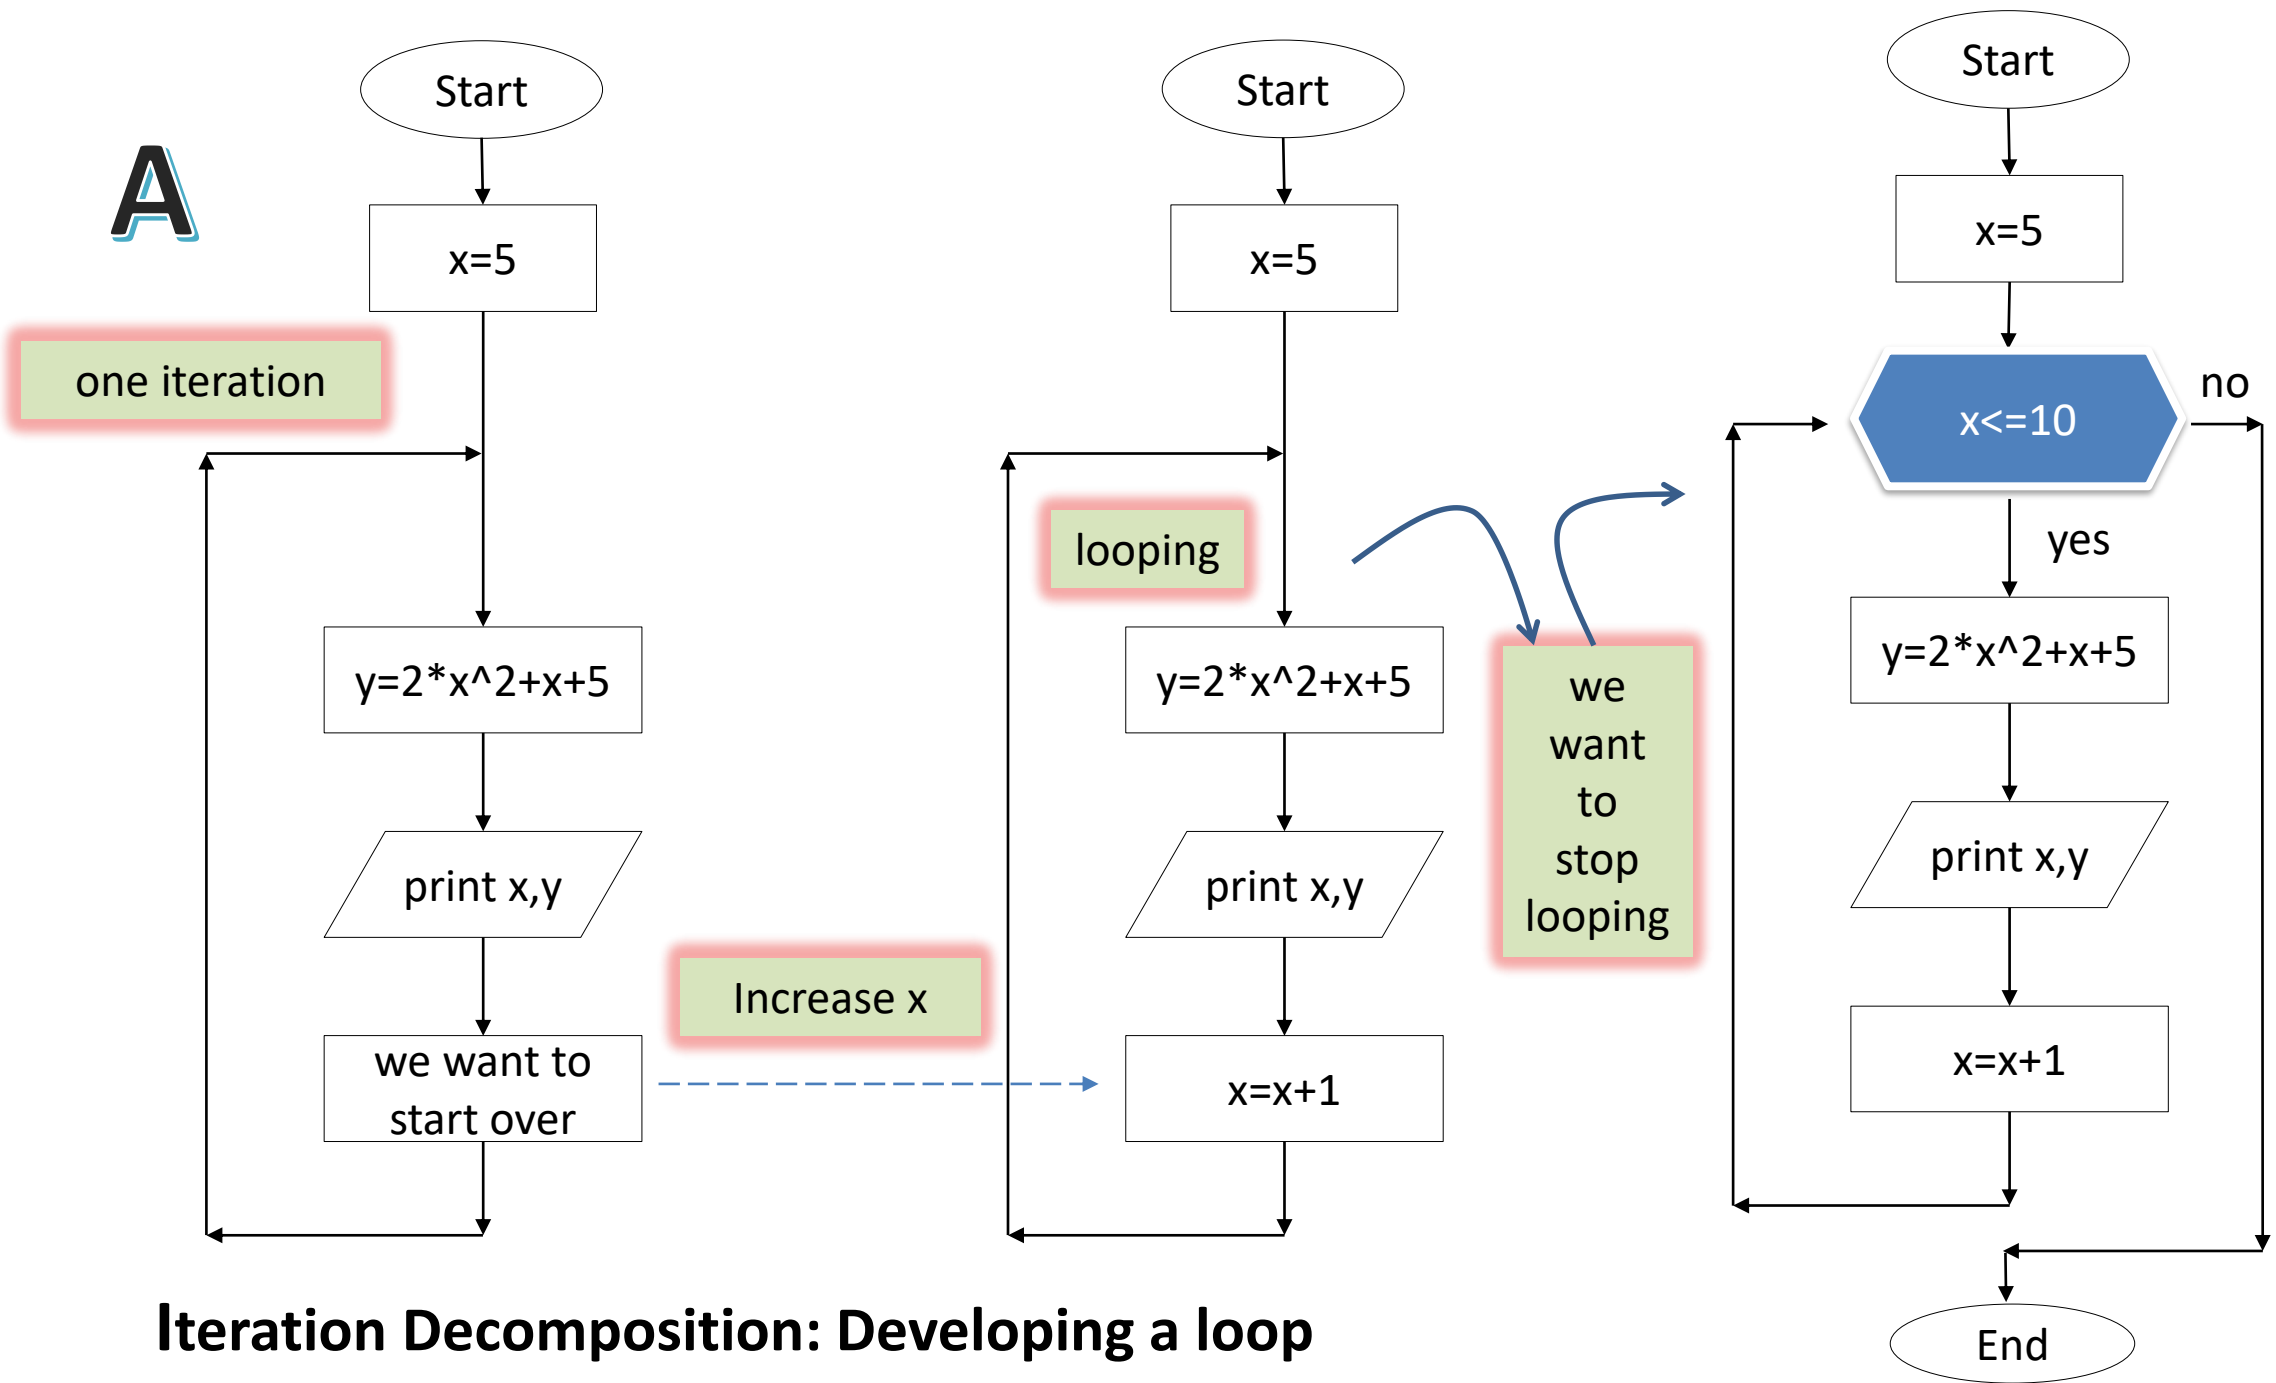 A
Start
x=5
one iteration
y=2*x^2+x+5
print x,y
we want to
start over
Increase x
Start
x=5
looping
y=2*x^2+x+5
print x,y
x=x+1
we
want
to
stop
looping
Start
x=5
x<=10
no
yes
y=2*x^2+x+5
print x,y
x=x+1
End
Iteration Decomposition: Developing a loop